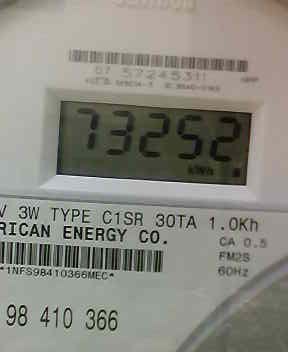 07 5724531
73252
kWh
V 3W TYPE C1SR 30TA 1.0Kh
RICAN ENERGY CO.
CA 0.5
FM2S
60Hz
*1NFS98410366MEC*
98 410 366